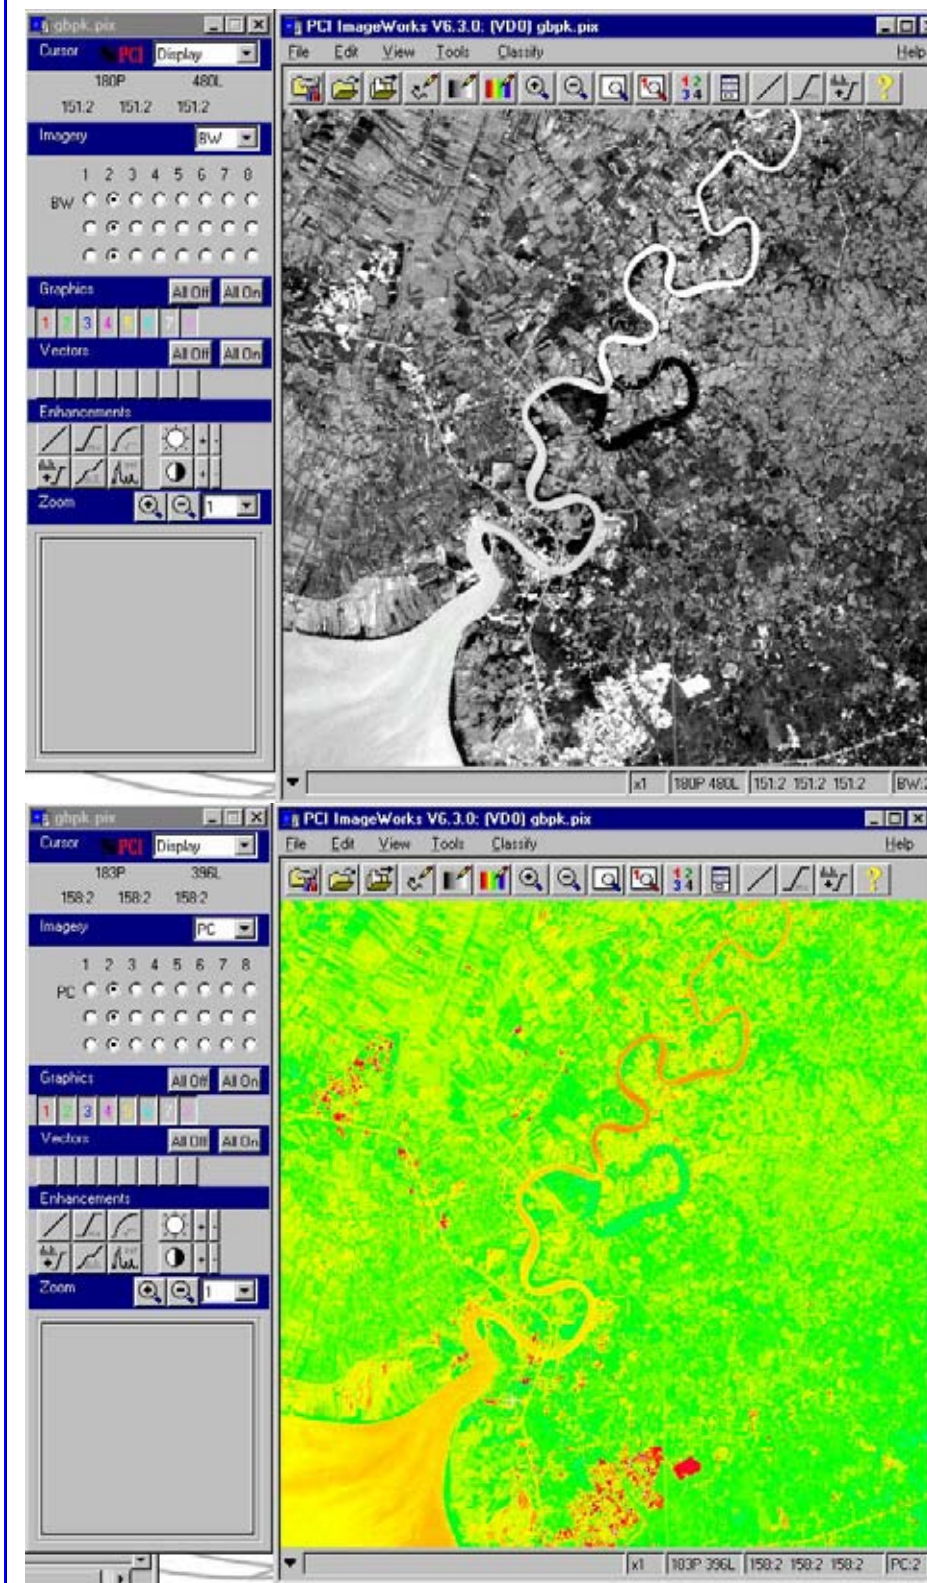 gbpk.pix
Cursor PCI Display
180P 480L
151:2 151:2 151:2
Imagery BW
1 2 3 4 5 6 7 8
BW
Graphics All Off All On
1 2 3 4 5 6 7 8
Vectors All Off All On
Enhancements
Zoom 1
PCI ImageWorks V6.3.0: (VD0) gbpk.pix
File Edit View Tools Classify Help
x1 180P 480L 151:2 151:2 151:2 BW:2
gbpk.pix
Cursor PCI Display
183P 396L
158:2 158:2 158:2
Imagery PC
1 2 3 4 5 6 7 8
PC
Graphics All Off All On
1 2 3 4 5 6 7 8
Vectors All Off All On
Enhancements
Zoom 1
PCI ImageWorks V6.3.0: (VD0) gbpk.pix
File Edit View Tools Classify Help
x1 183P 396L 158:2 158:2 158:2 PC:2